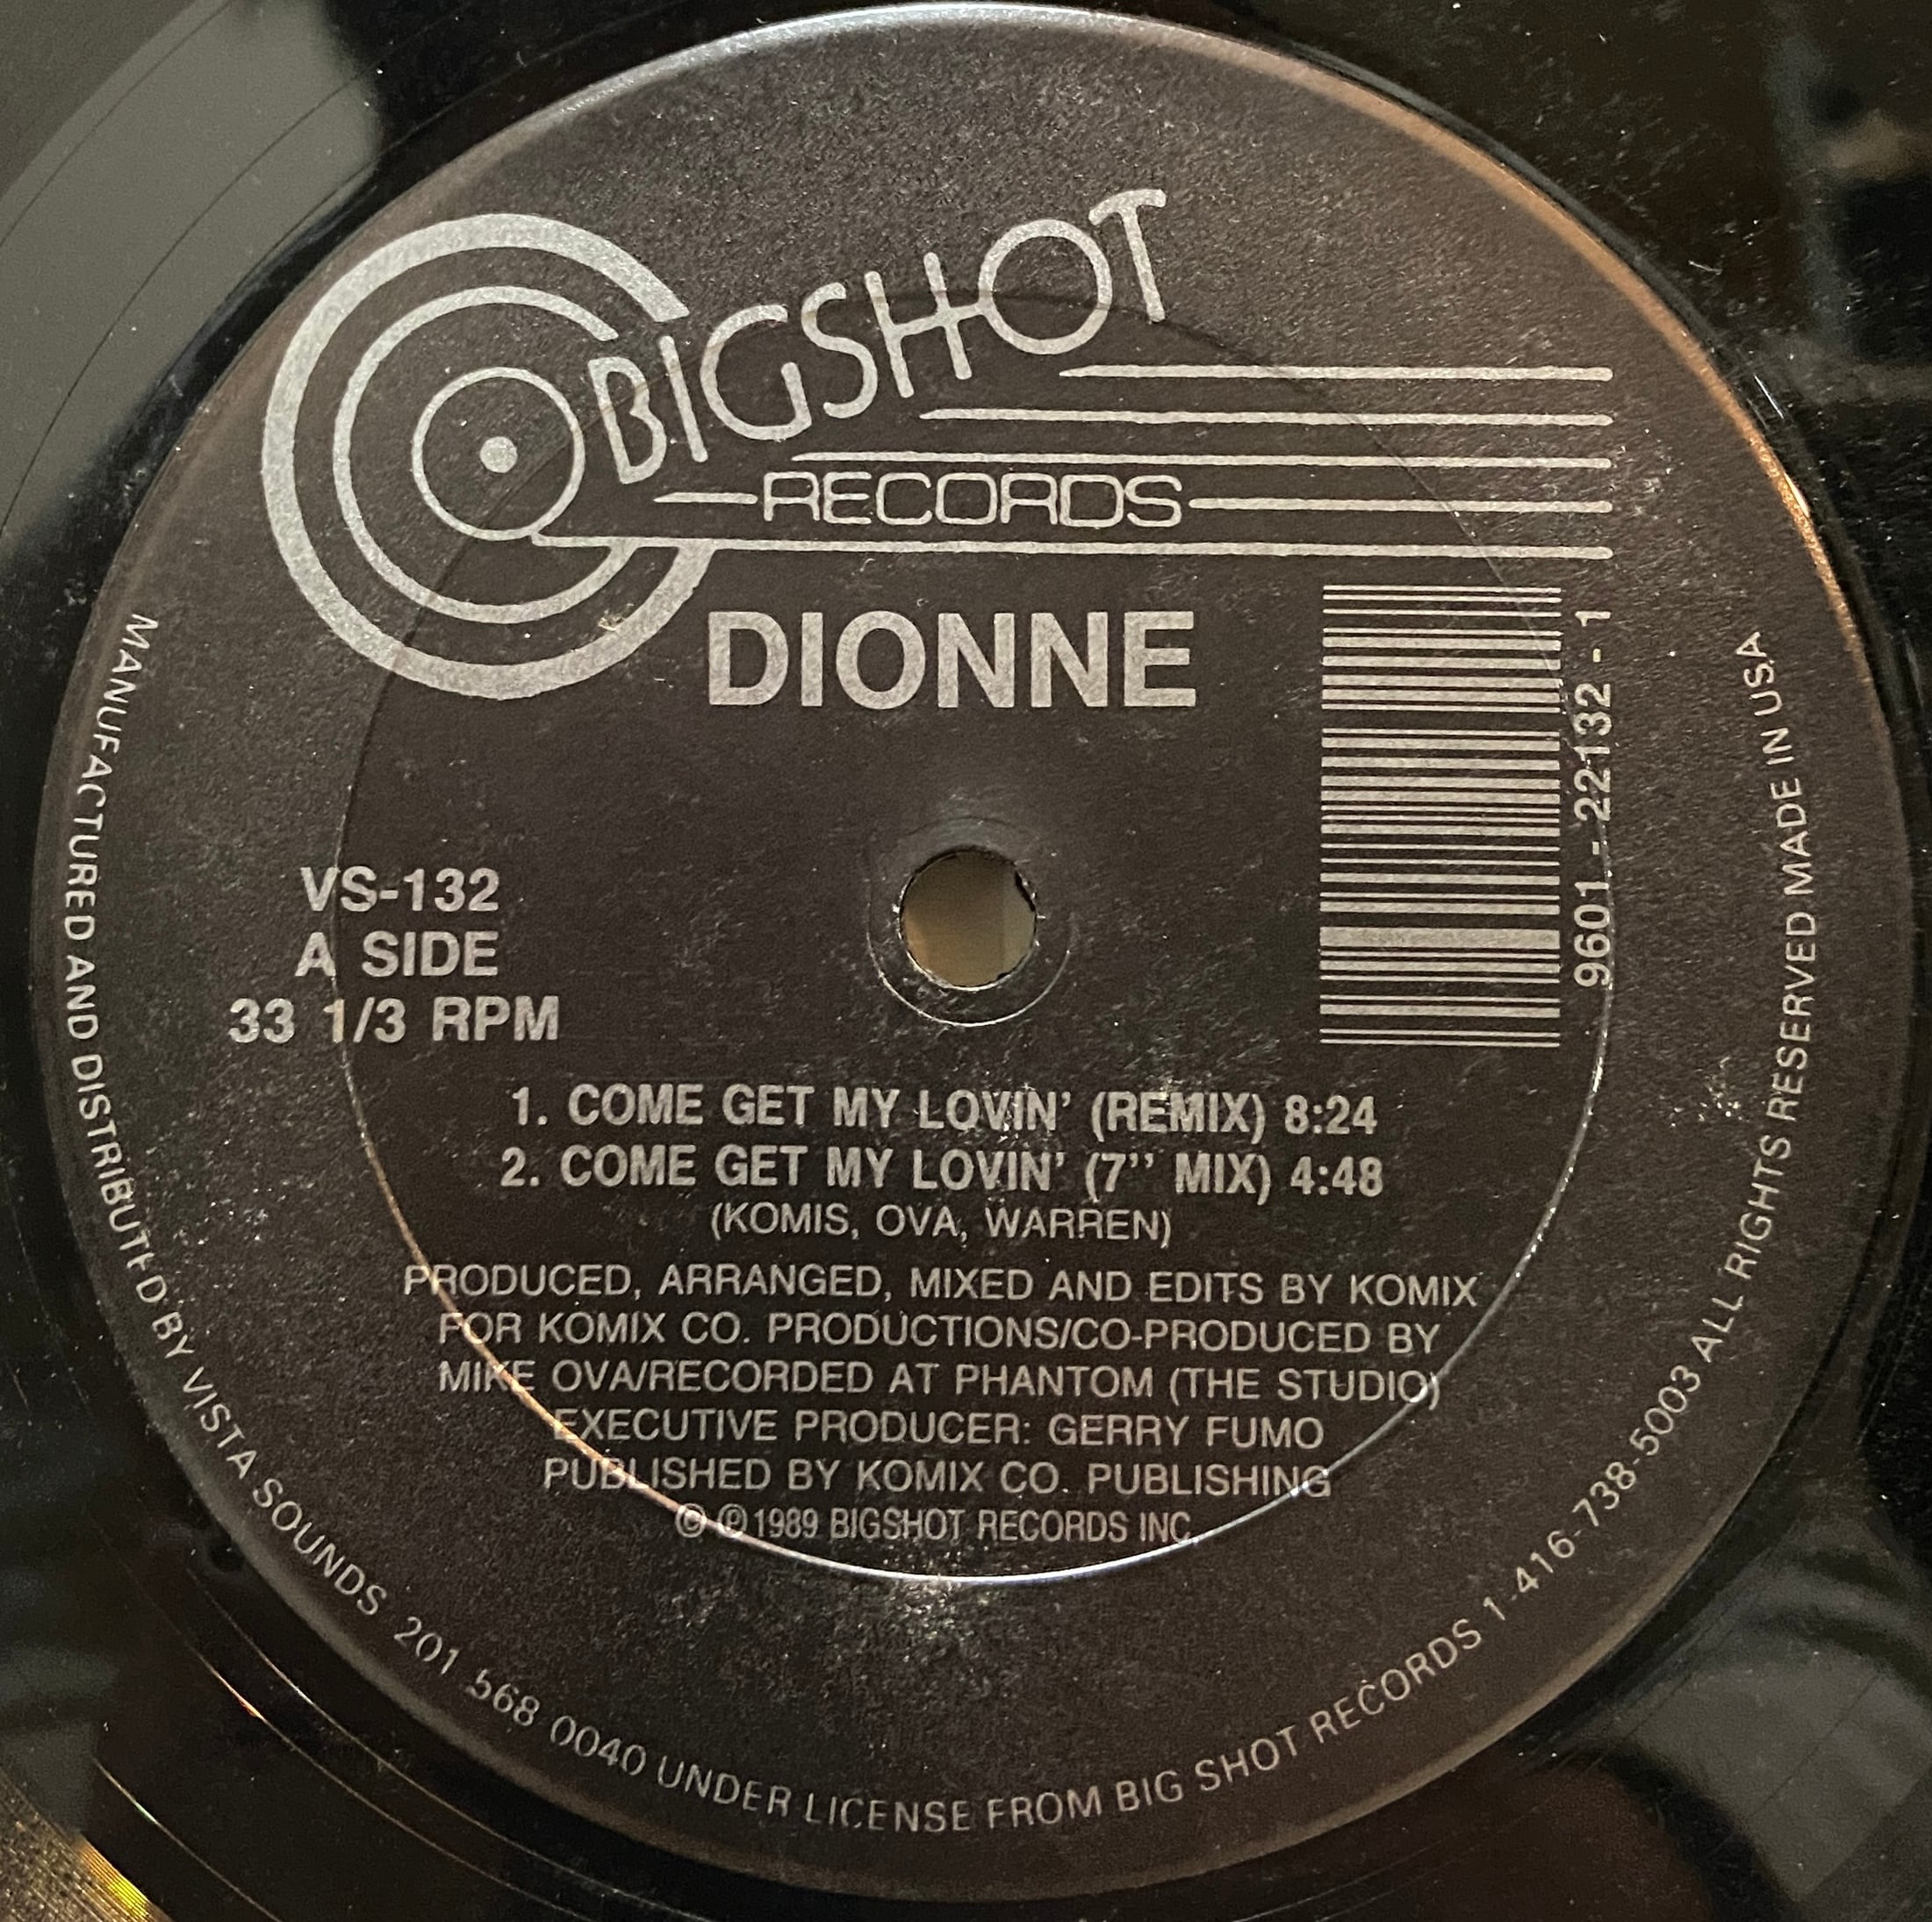 BIGSHOT
RECORDS
DIONNE
9601-22132-1
VS-132
A SIDE
33 1/3 RPM
1. COME GET MY LOVIN' (REMIX) 8:24
2. COME GET MY LOVIN' (7'' MIX) 4:48
(KOMIS, OVA, WARREN)
PRODUCED, ARRANGED, MIXED AND EDITS BY KOMIX
FOR KOMIX CO. PRODUCTIONS/CO-PRODUCED BY
MIKE OVA/RECORDED AT PHANTOM (THE STUDIO)
EXECUTIVE PRODUCER: GERRY FUMO
PUBLISHED BY KOMIX CO. PUBLISHING
© ℗ 1989 BIGSHOT RECORDS INC.
MANUFACTURED AND DISTRIBUTED BY VISTA SOUNDS 201 568 0040 UNDER LICENSE FROM BIG SHOT RECORDS 1-416-738-5003 ALL RIGHTS RESERVED MADE IN USA